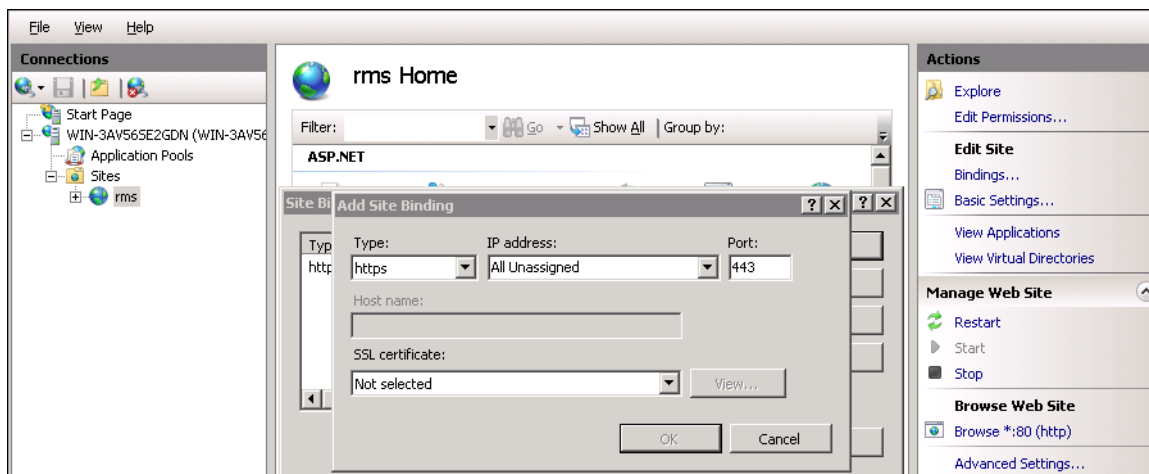 File View Help
Connections
Start Page
WIN-3AV565E2GDN (WIN-3AV56
Application Pools
Sites
rms
rms Home
Filter: Go Show All Group by:
ASP.NET
Site Bi
Typ
http
Add Site Binding
Type: IP address: Port:
https All Unassigned 443
Host name:
SSL certificate:
Not selected View...
OK Cancel
Actions
Explore
Edit Permissions...
Edit Site
Bindings...
Basic Settings...
View Applications
View Virtual Directories
Manage Web Site
Restart
Start
Stop
Browse Web Site
Browse *:80 (http)
Advanced Settings...